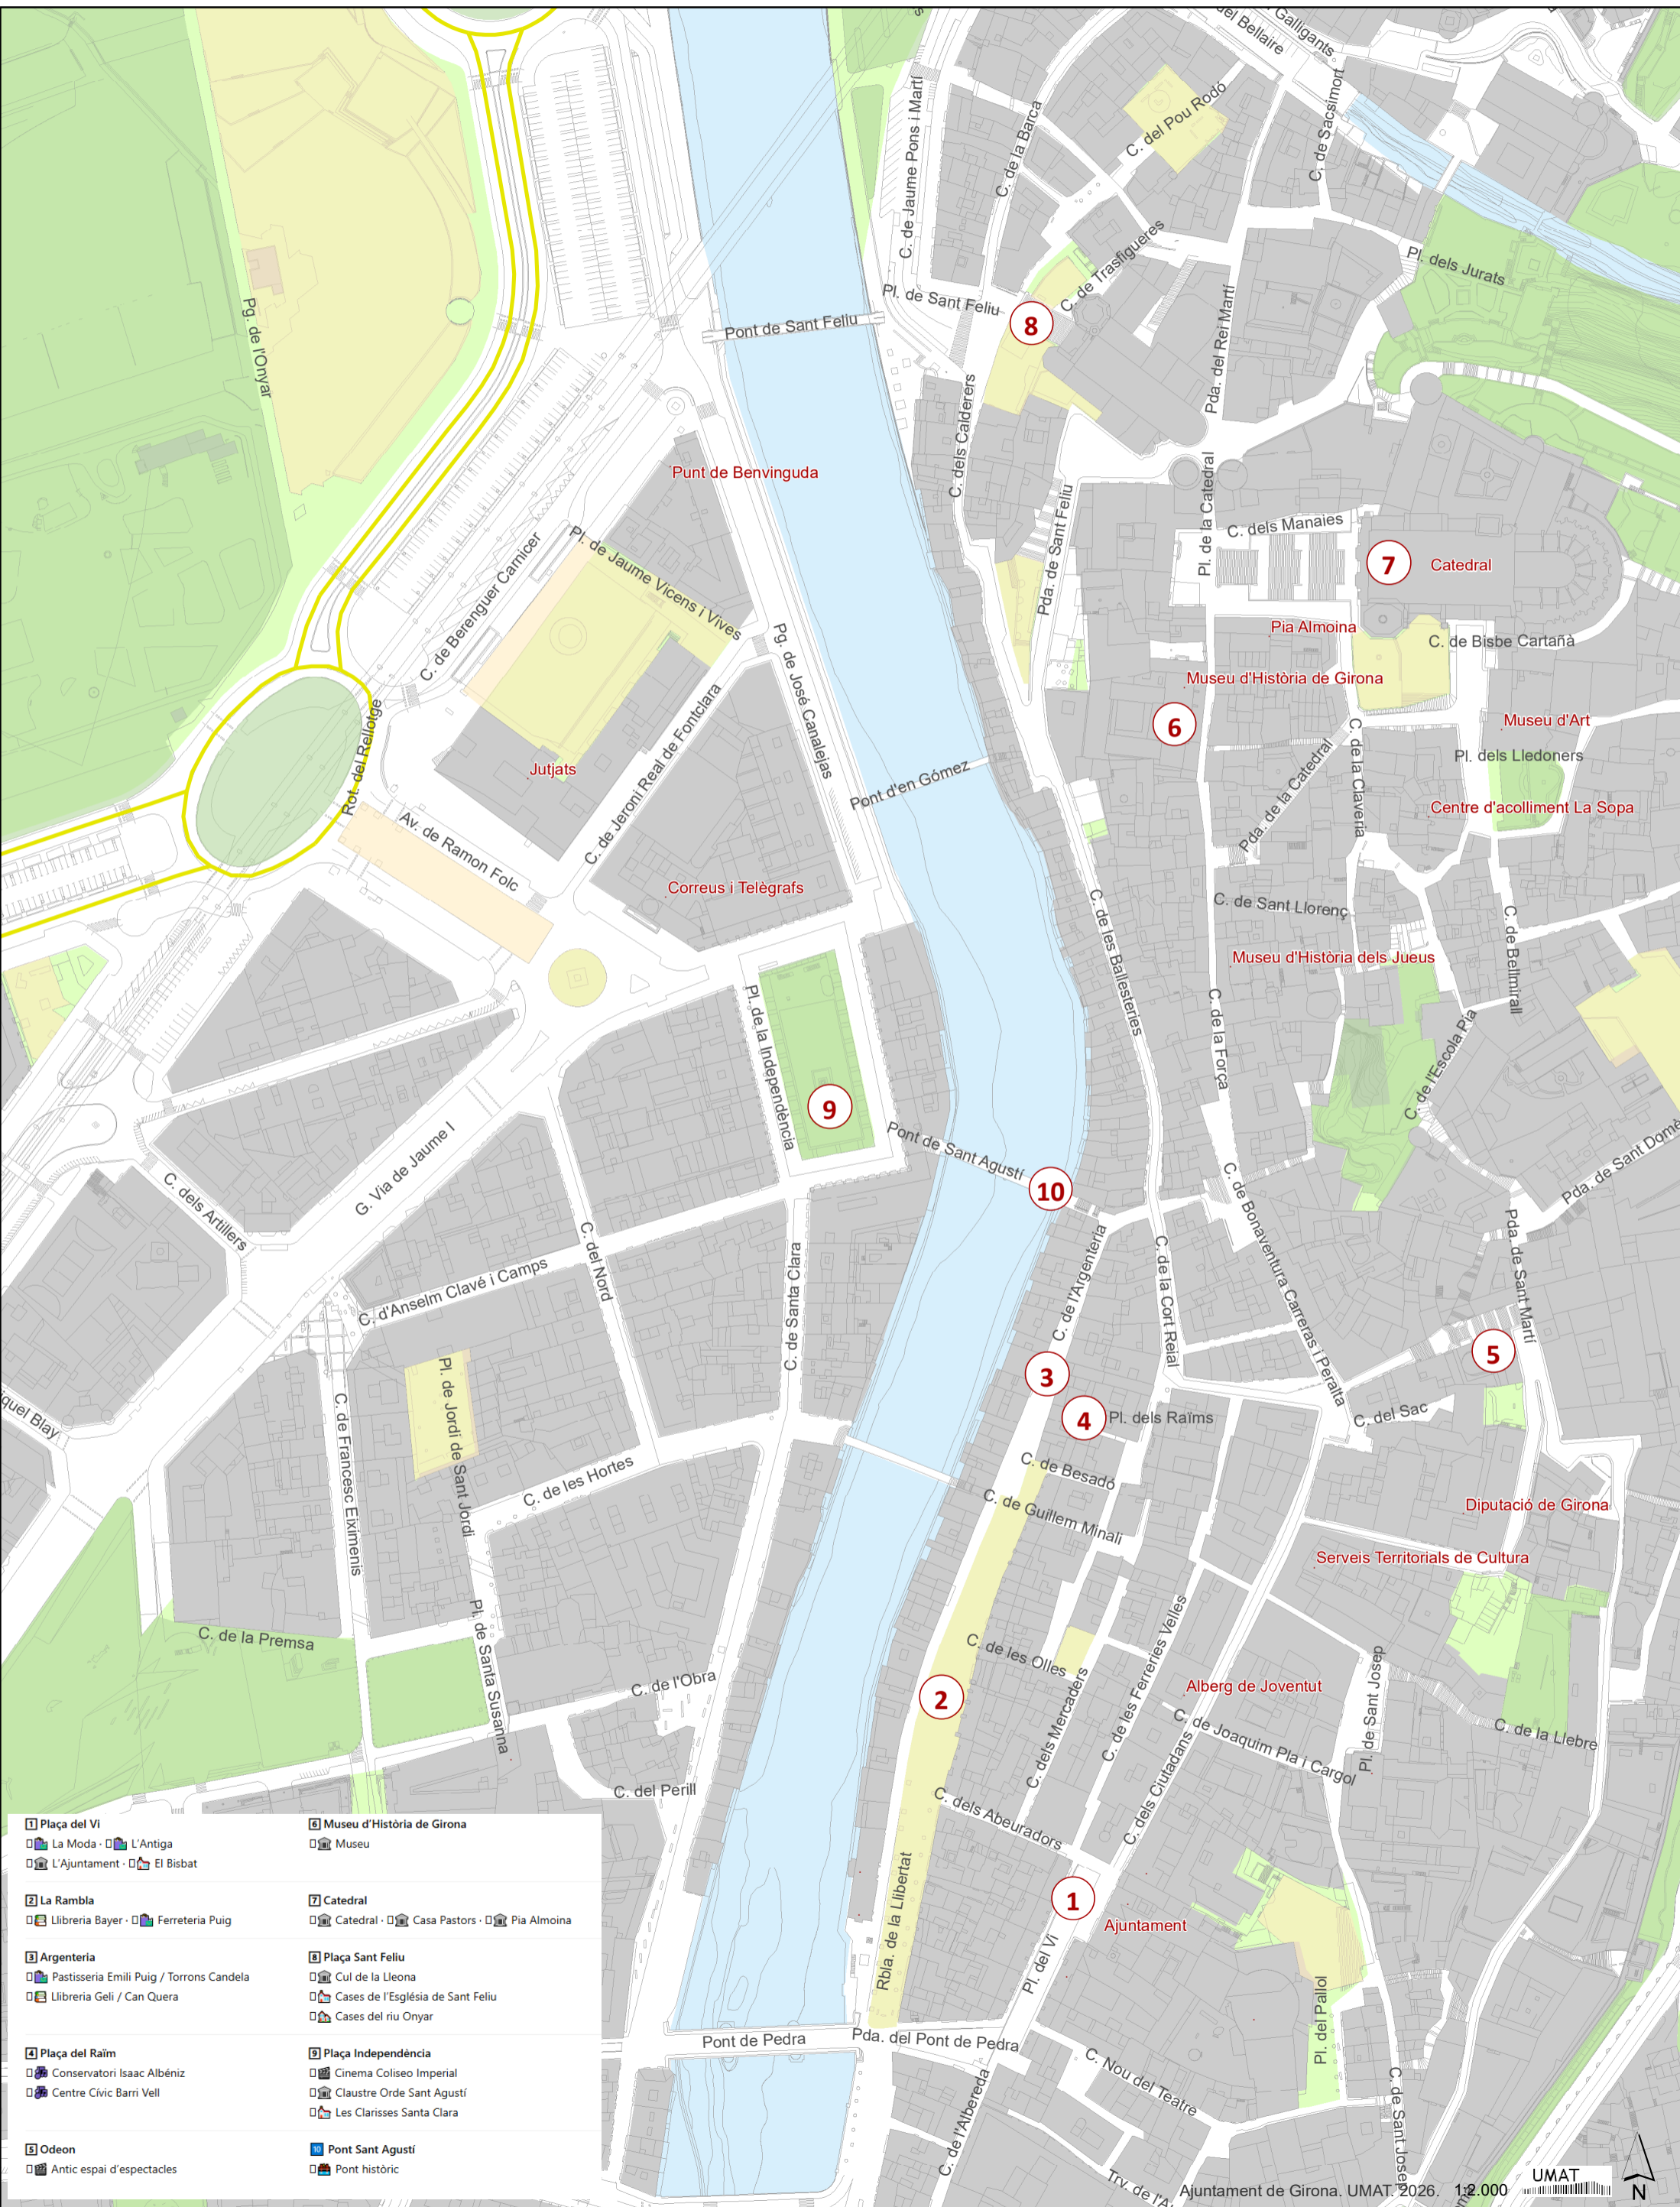 del Bellaire
Galligants
C. de Jaume Pons i Martí
C. de la Barca
C. del Pou Rodó
C. de Sacsimort
C. de Trasfigueres
Pl. dels Jurats
Pl. de Sant Feliu
8
Pont de Sant Feliu
Pg. de l'Onyar
Pda. del Rei Martí
C. dels Calderers
Punt de Benvinguda
Pda. de Sant Feliu
Pl. de la Catedral
C. dels Manaies
7
Catedral
Pl. de Jaume Vicens i Vives
C. de Berenguer Carnicer
Pia Almoina
C. de Bisbe Cartañà
Pg. de José Canalejas
Museu d'Història de Girona
6
Museu d'Art
Rot. del Rellotge
Jutjats
C. de Jeroni Real de Fontclara
Pont d'en Gómez
Pda. de la Catedral
C. de la Claveria
Pl. dels Lledoners
Centre d'acolliment La Sopa
Av. de Ramon Folc
Correus i Telègrafs
C. de Sant Llorenç
C. de les Ballesteries
C. de Bellmirall
Museu d'Història dels Jueus
Pl. de la Independència
C. de la Força
C. de l'Escola Pia
9
Pont de Sant Agustí
10
G. Via de Jaume I
C. dels Artillers
C. de Bonaventura Carreras i Peralta
Pda. de Sant Domè
C. del Nord
C. de Santa Clara
C. d'Anselm Clavé i Camps
C. de l'Argenteria
C. de la Cort Reial
Pda. de Sant Martí
5
3
4
Pl. dels Raïms
C. del Sac
iquel Blay
C. de Francesc Eiximenis
Pl. de Jordi de Sant Jordi
C. de les Hortes
C. de Besadó
C. de Guillem Minali
Diputació de Girona
Serveis Territorials de Cultura
C. de la Premsa
Pl. de Santa Susanna
C. de l'Obra
C. de les Olles
2
C. dels Mercaders
C. de les Ferreries Velles
Alberg de Joventut
Pl. de Sant Josep
C. de Joaquim Pla i Cargol
C. de la Llebre
C. del Perill
C. dels Abeuradors
C. dels Ciutadans
Rbla. de la Llibertat
1
Ajuntament
Pl. del Vi
Pl. del Pallol
Pont de Pedra
Pda. del Pont de Pedra
C. Nou del Teatre
C. de l'Albereda
C. de Sant Josep
Trv. de l'A
1 Plaça del Vi
La Moda · L'Antiga
L'Ajuntament · El Bisbat
2 La Rambla
Llibreria Bayer · Ferreteria Puig
3 Argenteria
Pastisseria Emili Puig / Torrons Candela
Llibreria Geli / Can Quera
4 Plaça del Raïm
Conservatori Isaac Albéniz
Centre Cívic Barri Vell
5 Odeon
Antic espai d'espectacles
6 Museu d'Història de Girona
Museu
7 Catedral
Catedral · Casa Pastors · Pia Almoina
8 Plaça Sant Feliu
Cul de la Lleona
Cases de l'Església de Sant Feliu
Cases del riu Onyar
9 Plaça Independència
Cinema Coliseo Imperial
Claustre Orde Sant Agustí
Les Clarisses Santa Clara
10 Pont Sant Agustí
Pont històric
Ajuntament de Girona. UMAT. 2026. 1:2.000
UMAT
N